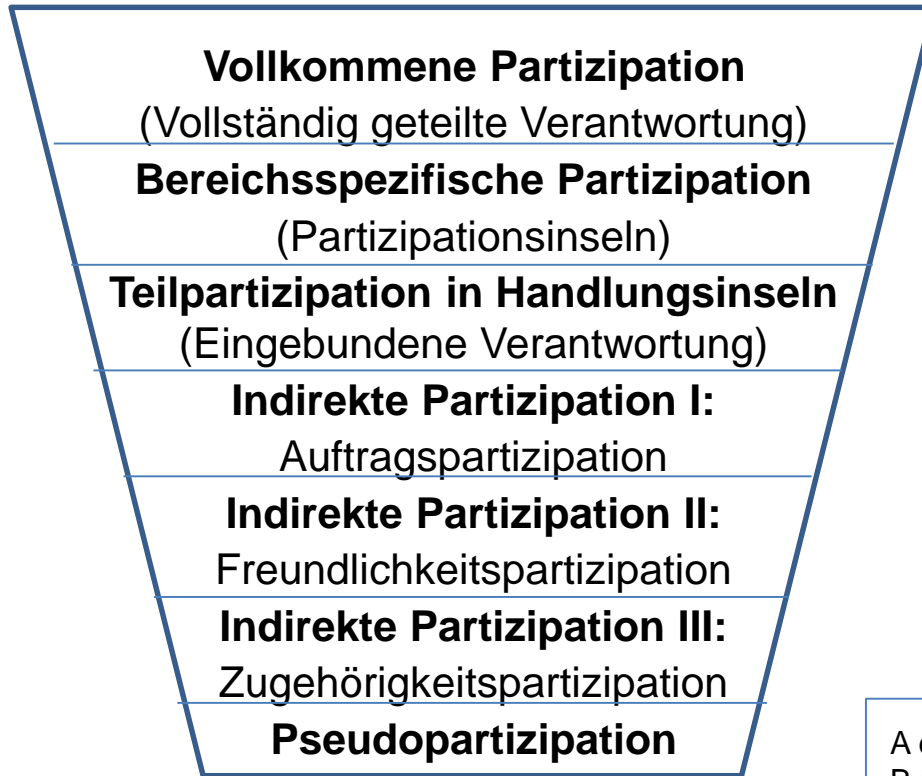 Vollkommene Partizipation
(Vollständig geteilte Verantwortung)
Bereichsspezifische Partizipation
(Partizipationsinseln)
Teilpartizipation in Handlungsinseln
(Eingebundene Verantwortung)
Indirekte Partizipation I:
Auftragspartizipation
Indirekte Partizipation II:
Freundlichkeitspartizipation
Indirekte Partizipation III:
Zugehörigkeitspartizipation
Pseudopartizipation
A